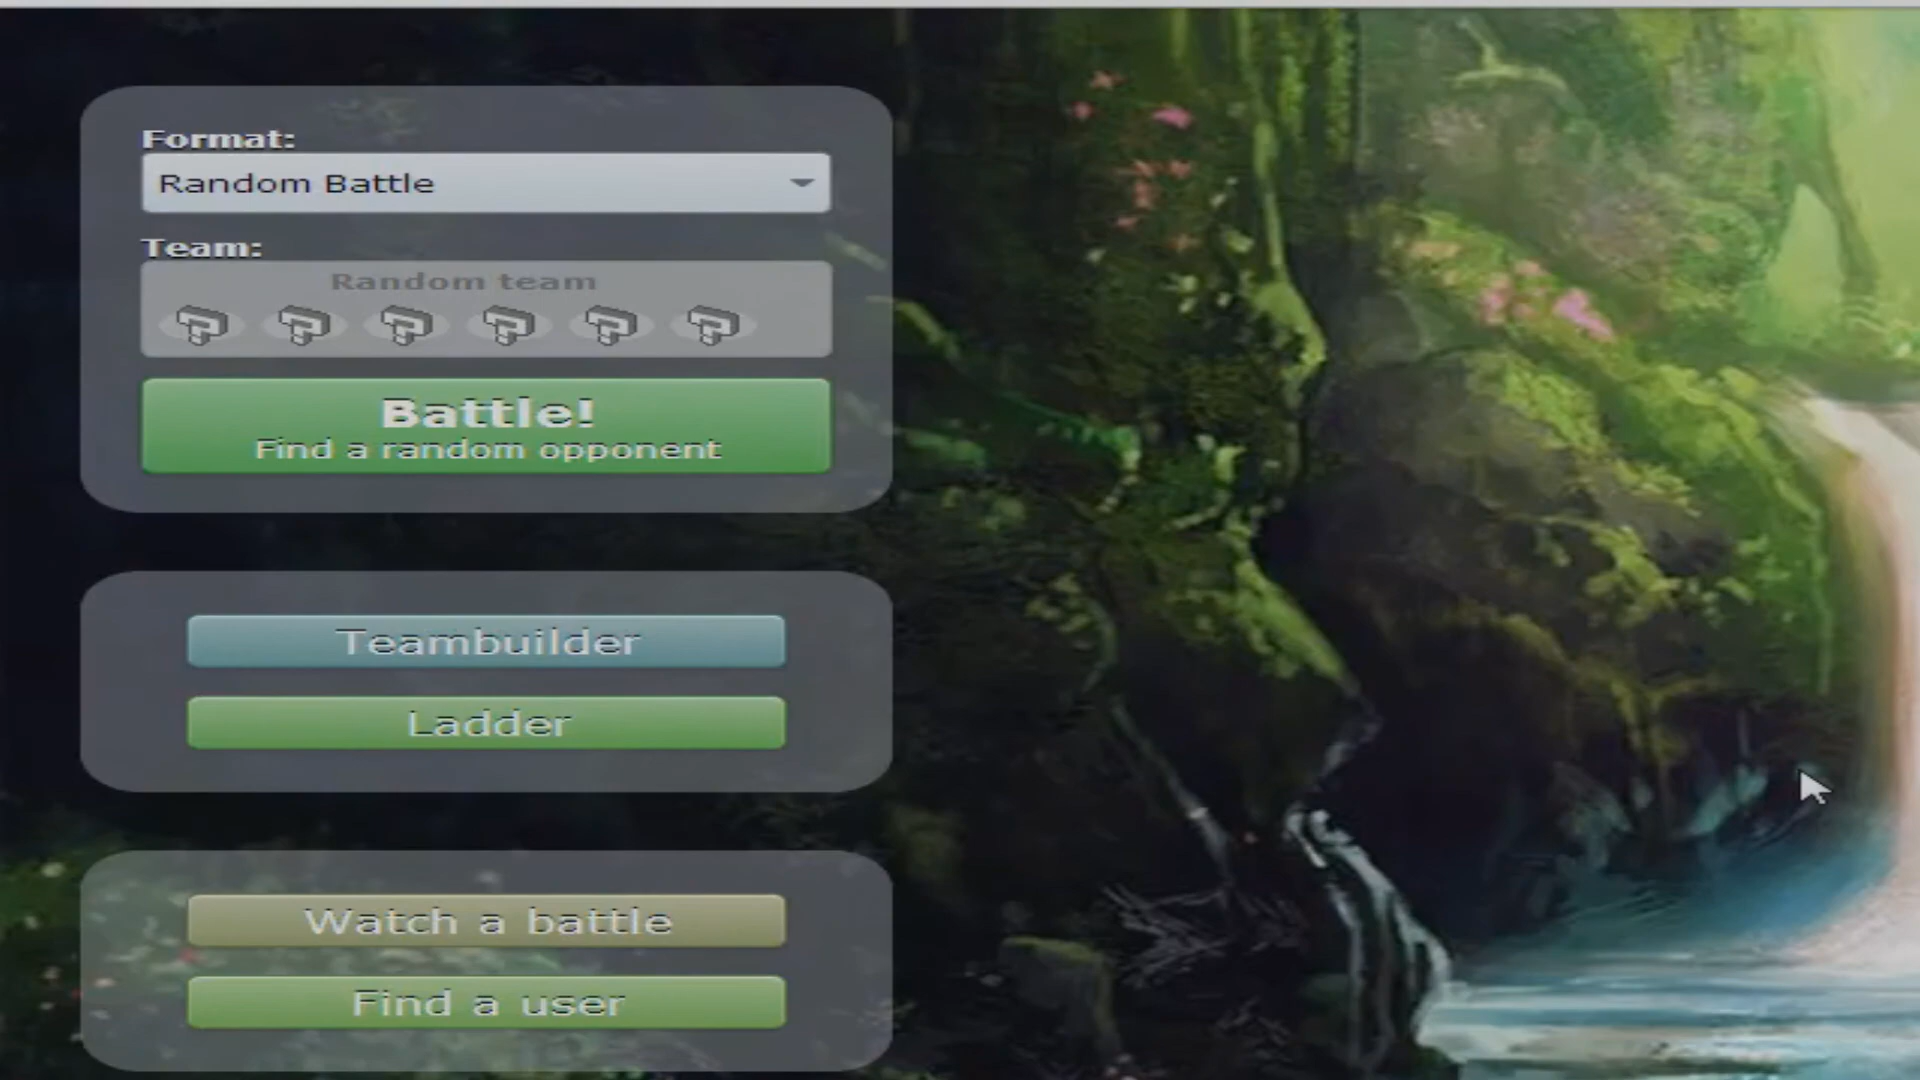 Format:
Random Battle
Team:
Random team
Battle!
Find a random opponent
Teambuilder
Ladder
Watch a battle
Find a user